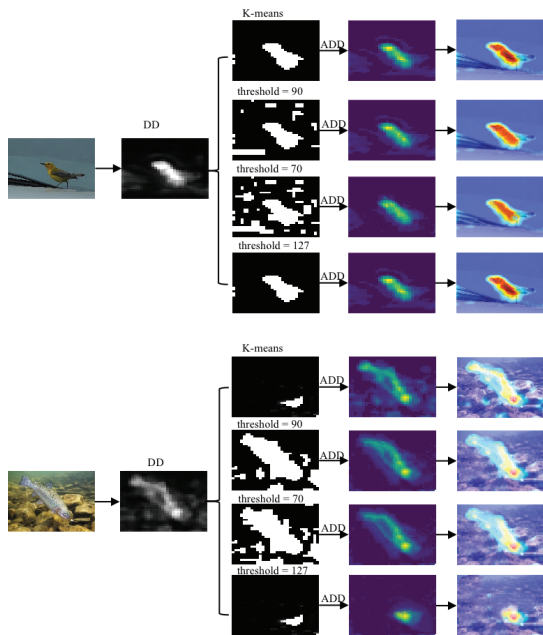 K-means
ADD
threshold = 90
DD
ADD
threshold = 70
ADD
threshold = 127
ADD
K-means
ADD
threshold = 90
DD
ADD
threshold = 70
ADD
threshold = 127
ADD